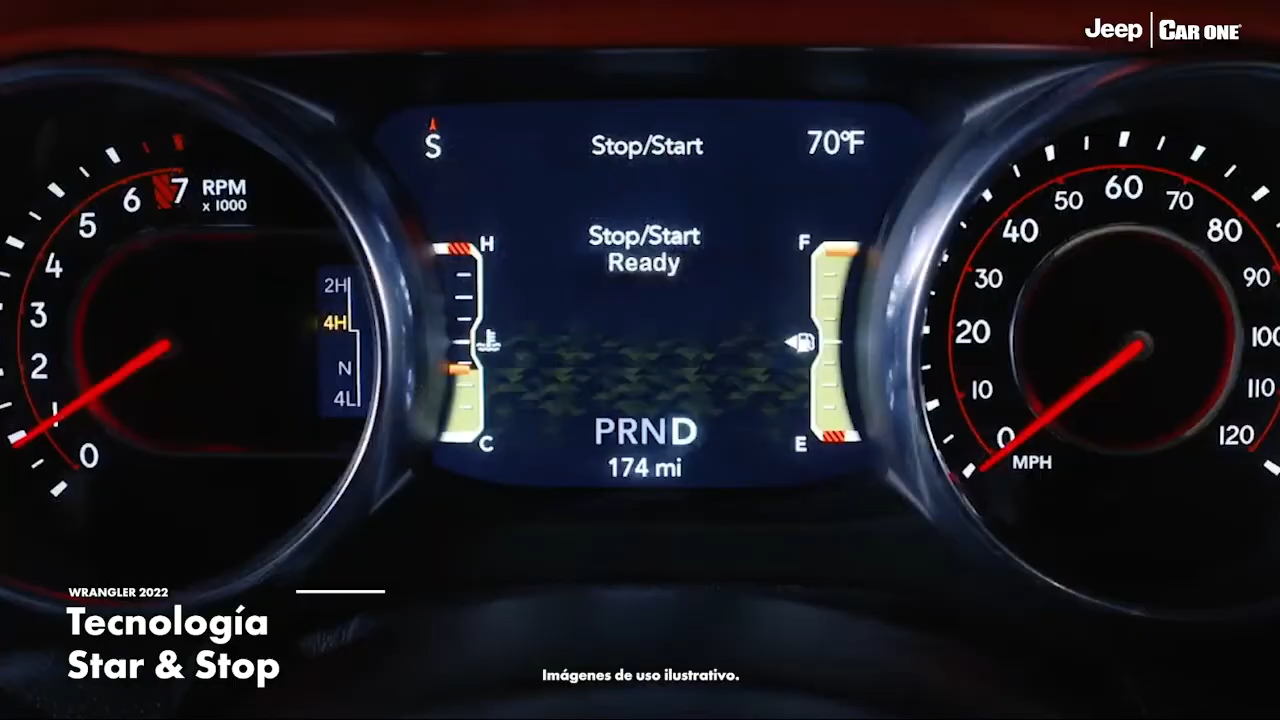 Jeep | CAR ONE
S
Stop/Start
70°F
RPM
x 1000
0
1
2
3
4
5
6
7
2H
4H
N
4L
H
C
Stop/Start
Ready
F
E
PRND
174 mi
0
10
20
30
40
50
60
70
80
90
100
110
120
MPH
WRANGLER 2022
Tecnología
Star & Stop
Imágenes de uso ilustrativo.